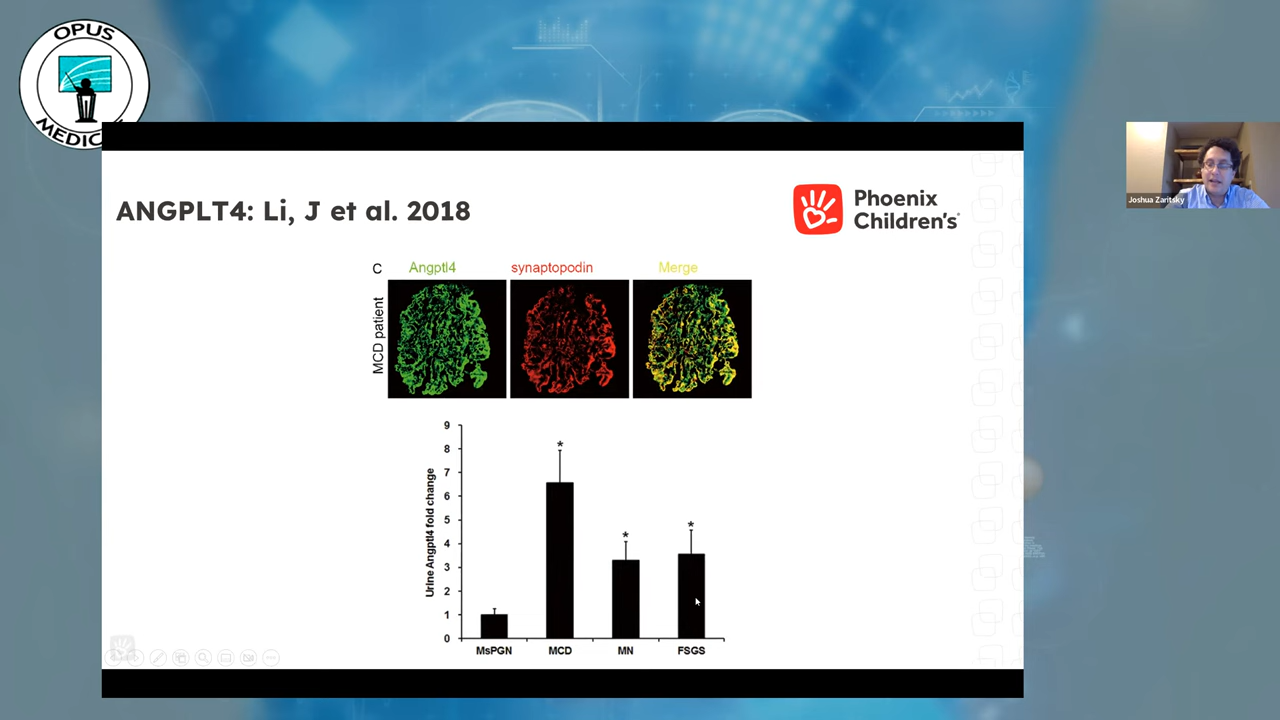 OPUS
MEDIC
ANGPLT4: Li, J et al. 2018
Phoenix
Children's
Joshua Zaritsky
C
Angptl4
synaptopodin
Merge
MCD patient
Urine Angptl4 fold change
9
8
7
6
5
4
3
2
1
0
*
*
*
MsPGN
MCD
MN
FSGS